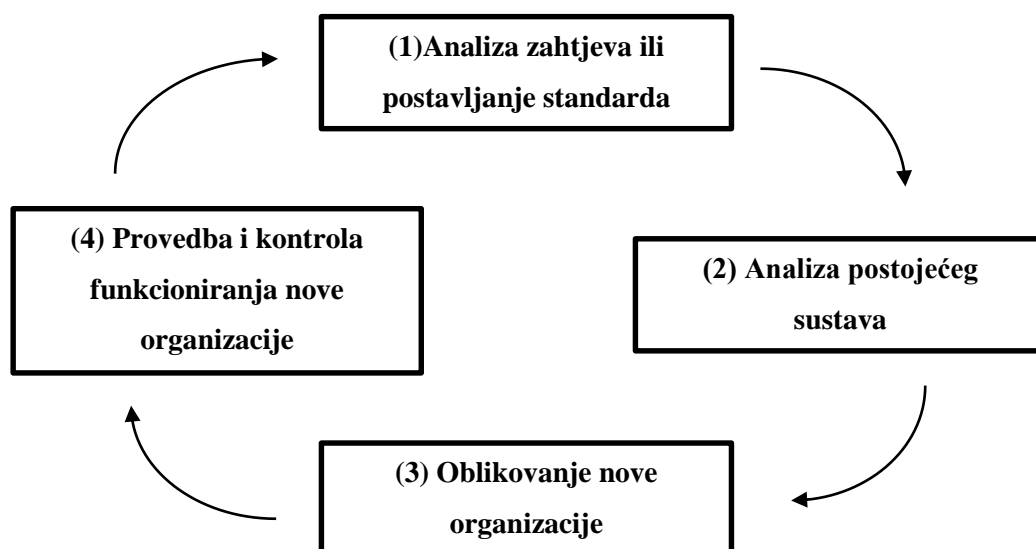 (1)Analiza zahtjeva ili
postavljanje standarda
(2) Analiza postojećeg
sustava
(3) Oblikovanje nove
organizacije
(4) Provedba i kontrola
funkcioniranja nove
organizacije